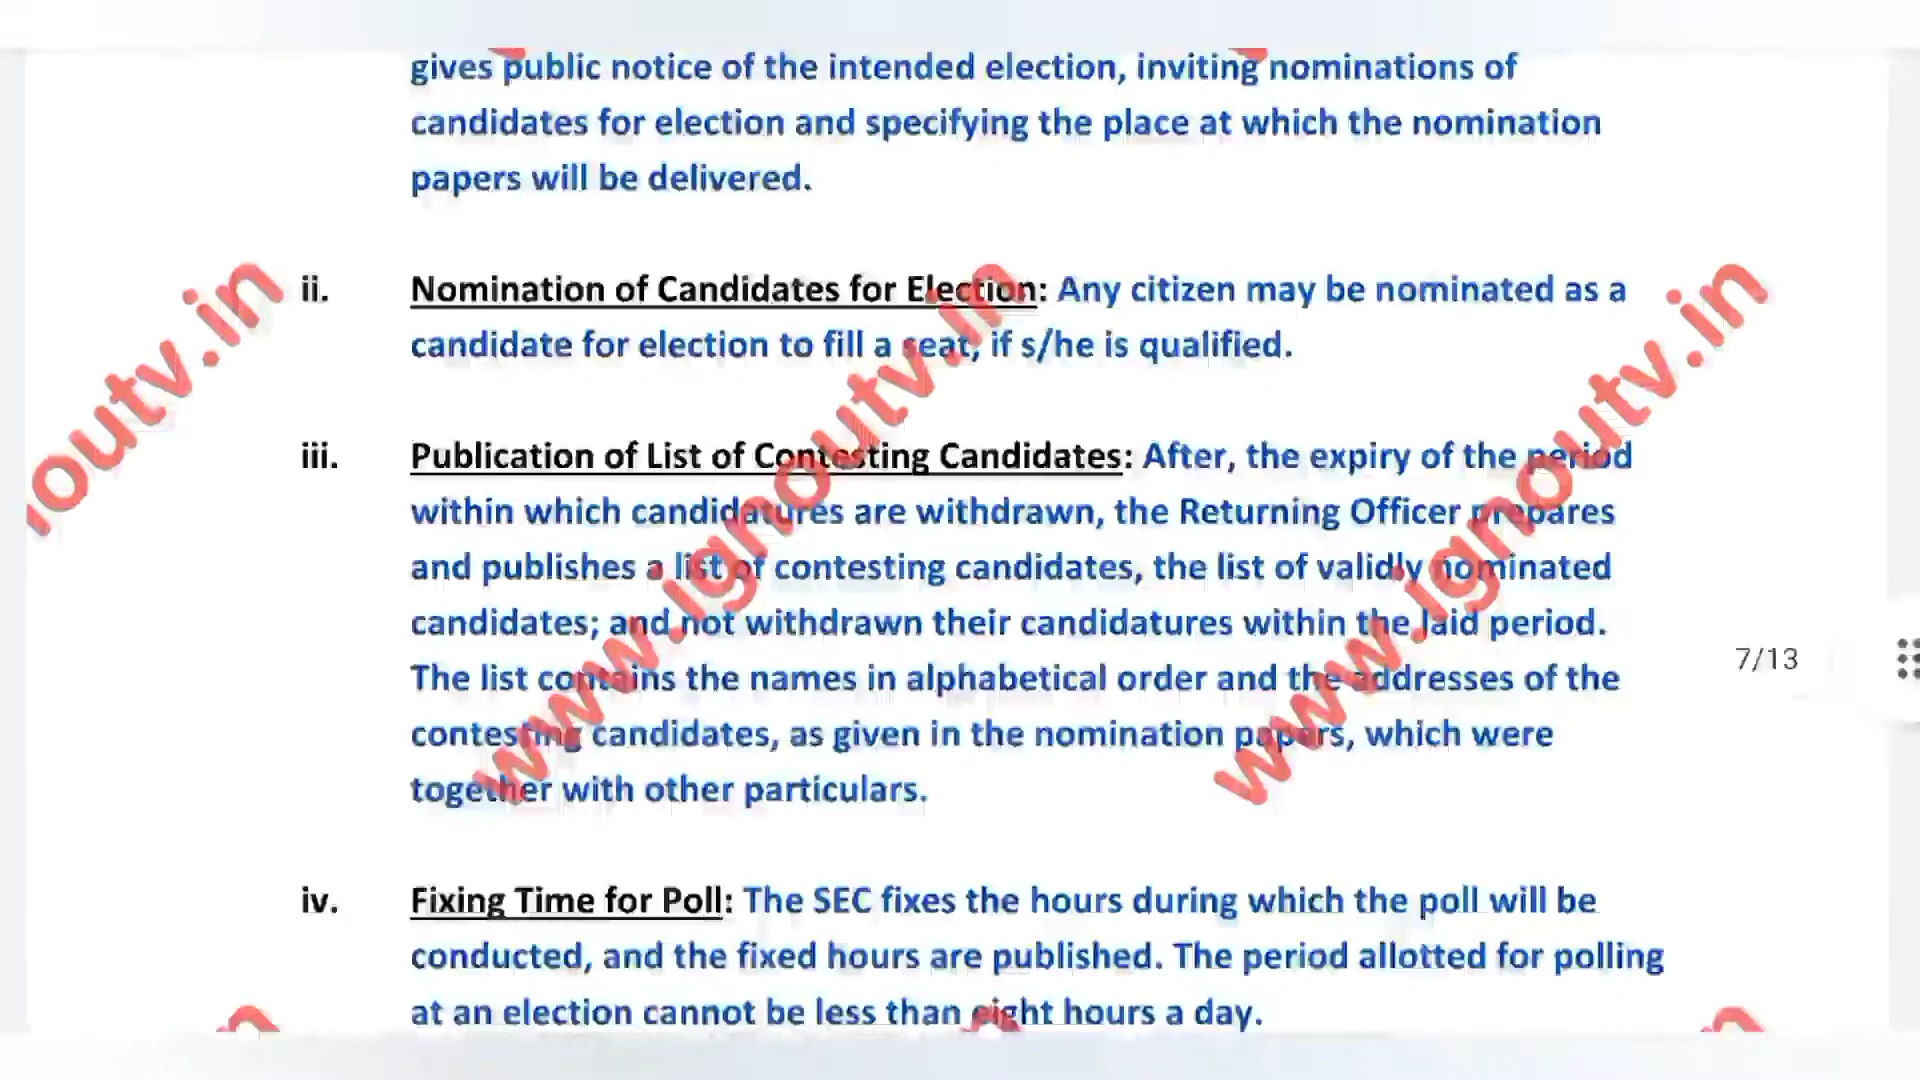 gives public notice of the intended election, inviting nominations of
candidates for election and specifying the place at which the nomination
papers will be delivered.
ii. Nomination of Candidates for Election: Any citizen may be nominated as a
candidate for election to fill a seat, if s/he is qualified.
iii. Publication of List of Contesting Candidates: After, the expiry of the period
within which candidatures are withdrawn, the Returning Officer prepares
and publishes a list of contesting candidates, the list of validly nominated
candidates; and not withdrawn their candidatures within the laid period.
The list contains the names in alphabetical order and the addresses of the
contesting candidates, as given in the nomination papers, which were
together with other particulars.
iv. Fixing Time for Poll: The SEC fixes the hours during which the poll will be
conducted, and the fixed hours are published. The period allotted for polling
at an election cannot be less than eight hours a day.
7/13
noutv.in
www.ignoutv.in
www.ignoutv.in